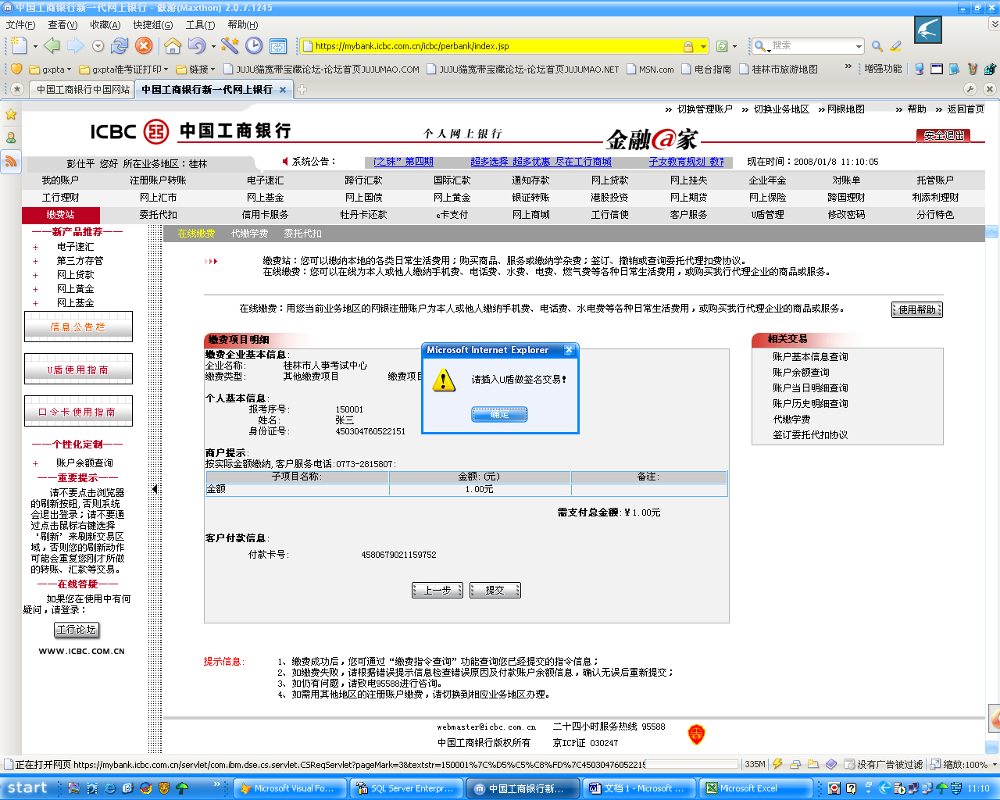 中国工商银行新一代网上银行 - 傲游(Maxthon) 2.0.7.1245
文件(F) 查看(V) 收藏(A) 快捷组(G) 工具(T) 帮助(H)
https://mybank.icbc.com.cn/icbc/perbank/index.jsp 搜索
gxpta gxpta准考证打印 链接 JUJU猫宽带宝藏论坛-论坛首页JUJUMAO.COM JUJU猫宽带宝藏论坛-论坛首页JUJUMAO.NET MSN.com 电台指南 桂林市旅游地图 » 增强功能
中国工商银行中国网站 中国工商银行新一代网上银行
» 切换管理账户 » 切换业务地区 »网银地图 » 帮助 » 返回首页
ICBC 中国工商银行 个人网上银行 金融@家 安全退出
彭仕平 您好 所在业务地区：桂林 系统公告： 之珠”第四期 超多选择 超多优惠 尽在工行商城 子女教育规划 教育 现在时间：2008/01/8 11:10:05
我的账户 注册账户转账 电子速汇 跨行汇款 国际汇款 通知存款 网上贷款 网上挂失 企业年金 对账单 托管账户
工行理财 网上汇市 网上基金 网上国债 网上黄金 银证转账 港股投资 网上期货 网上保险 跨国理财 利添利理财
缴费站 委托代扣 信用卡服务 牡丹卡还款 e卡支付 网上商城 工行信使 客户服务 U盾管理 修改密码 分行特色
在线缴费 代缴学费 委托代扣
——新产品推荐——
电子速汇
第三方存管
网上贷款
网上黄金
网上基金
信息公告栏
U盾使用指南
口令卡使用指南
——个性化定制——
账户余额查询
——重要提示——
请不要点击浏览器
的刷新按钮,否则系统
会退出登录；请不要通
过点击鼠标右键选择
‘刷新’来刷新交易区
域，否则您的刷新动作
可能会重复您刚才所做
的转账、汇款等交易。
——在线答疑——
如果您在使用中有何
疑问，请登录：
工行论坛
WWW.ICBC.COM.CN
缴费站：您可以缴纳本地的各类日常生活费用；购买商品、服务或缴纳学杂费；签订、撤销或查询委托代理扣费协议。
在线缴费：您可以在线为本人或他人缴纳手机费、电话费、水费、电费、燃气费等各种日常生活费用，或购买我行代理企业的商品或服务。
在线缴费：用您当前业务地区的网银注册账户为本人或他人缴纳手机费、电话费、水电费等各种日常生活费用，或购买我行代理企业的商品或服务。 使用帮助
缴费项目明细
缴费企业基本信息:
企业名称: 桂林市人事考试中心
缴费类型: 其他缴费项目 缴费项目
个人基本信息:
报考序号: 150001
姓名: 张三
身份证号: 450304760522151
商户提示:
按实际金额缴纳,客户服务电话:0773-2815807:
子项目名称: 金额:(元) 备注:
金额 1.00元
需支付总金额:￥1.00元
客户付款信息:
付款卡号: 4580679021159752
上一步 提交
Microsoft Internet Explorer
请插入U盾做签名交易!
确定
相关交易
账户基本信息查询
账户余额查询
账户当日明细查询
账户历史明细查询
代缴学费
签订委托代扣协议
提示信息: 1、缴费成功后，您可通过“缴费指令查询”功能查询您已经提交的指令信息；
2、如缴费失败，请根据错误提示信息检查错误原因及付款账户余额信息，确认无误后重新提交；
3、如仍有问题，请致电95588进行咨询。
4、如需用其他地区的注册账户缴费，请切换到相应业务地区办理。
webmaster@icbc.com.cn 二十四小时服务热线 95588
中国工商银行版权所有 京ICP证 030247
正在打开网页 https://mybank.icbc.com.cn/servlet/com.ibm.dse.cs.servlet.CSReqServlet?pageMark=3&textstr=150001%7C%D5%C5%C8%FD%7C45030476052215 335M 没有广告被过滤 缩放:100%
start Microsoft Visual Fo... SQL Server Enterpr... 中国工商银行新... 文档 1 - Microsoft ... Microsoft Excel 11:10